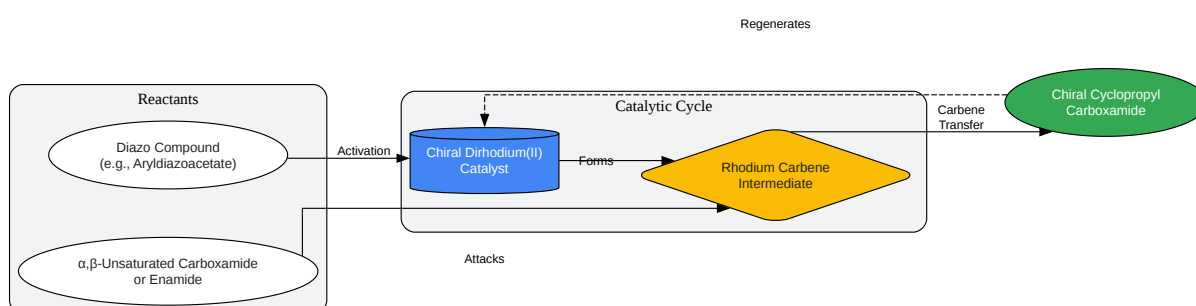 Regenerates
Reactants
Diazo Compound
(e.g., Aryldiazoacetate)
Activation
α,β-Unsaturated Carboxamide
or Enamide
Catalytic Cycle
Chiral Dirhodium(II)
Catalyst
Forms
Rhodium Carbene
Intermediate
Attacks
Carbene
Transfer
Chiral Cyclopropyl
Carboxamide